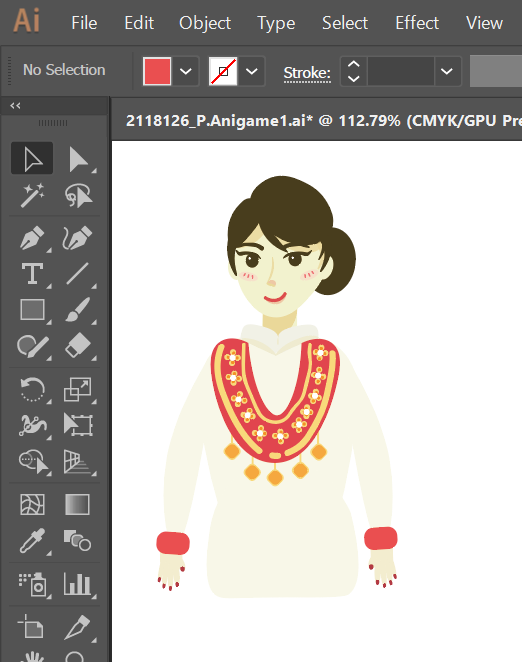 Ai File Edit Object Type Select Effect View
No Selection Stroke:
2118126_P.Anigame1.ai* @ 112.79% (CMYK/GPU Pre